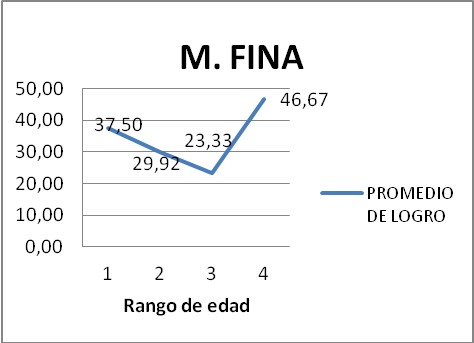 M. FINA
50,00
40,00
30,00
20,00
10,00
0,00
37,50
29,92
23,33
46,67
1 2 3 4
Rango de edad
PROMEDIO
DE LOGRO